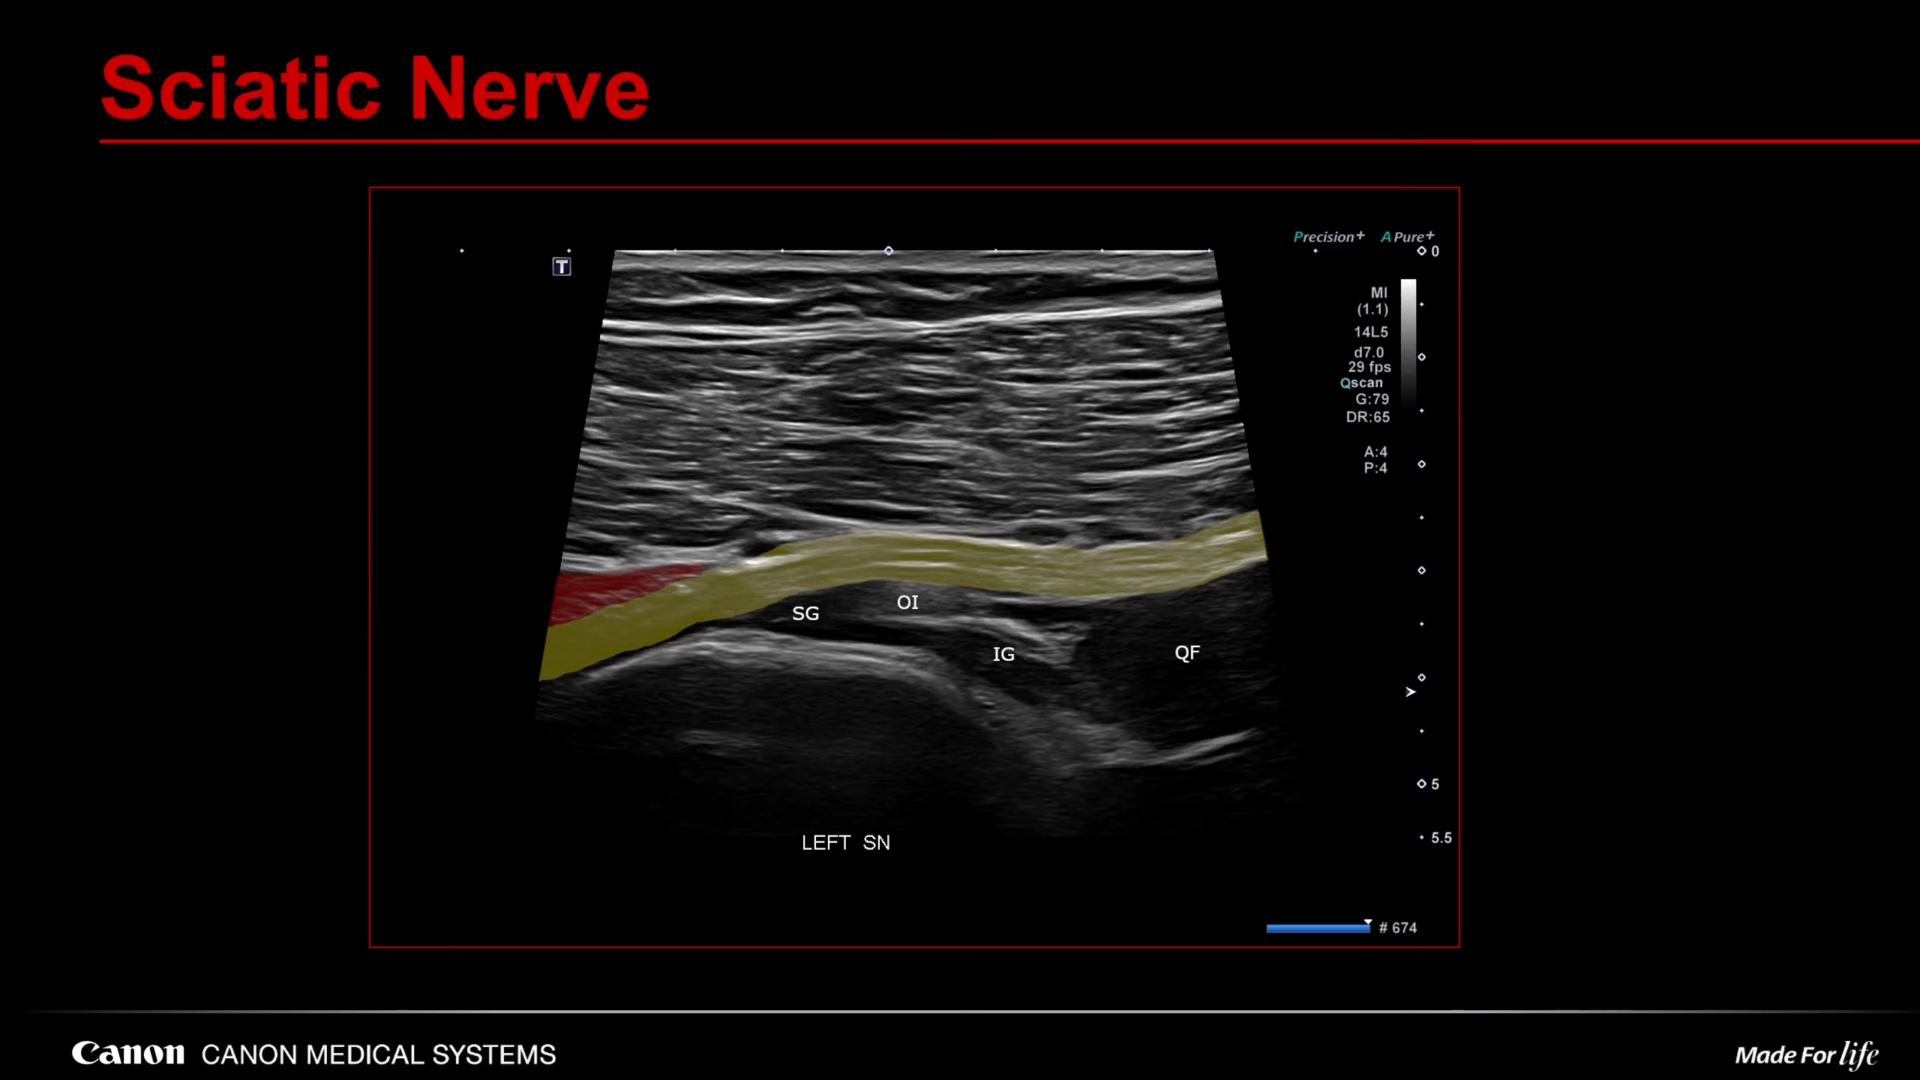 Sciatic Nerve
Precision+ A Pure+
T
0
MI
(1.1)
14L5
d7.0
29 fps
Qscan
G:79
DR:65
A:4
P:4
SG
OI
IG
QF
5
5.5
LEFT SN
# 674
Canon CANON MEDICAL SYSTEMS
Made For life